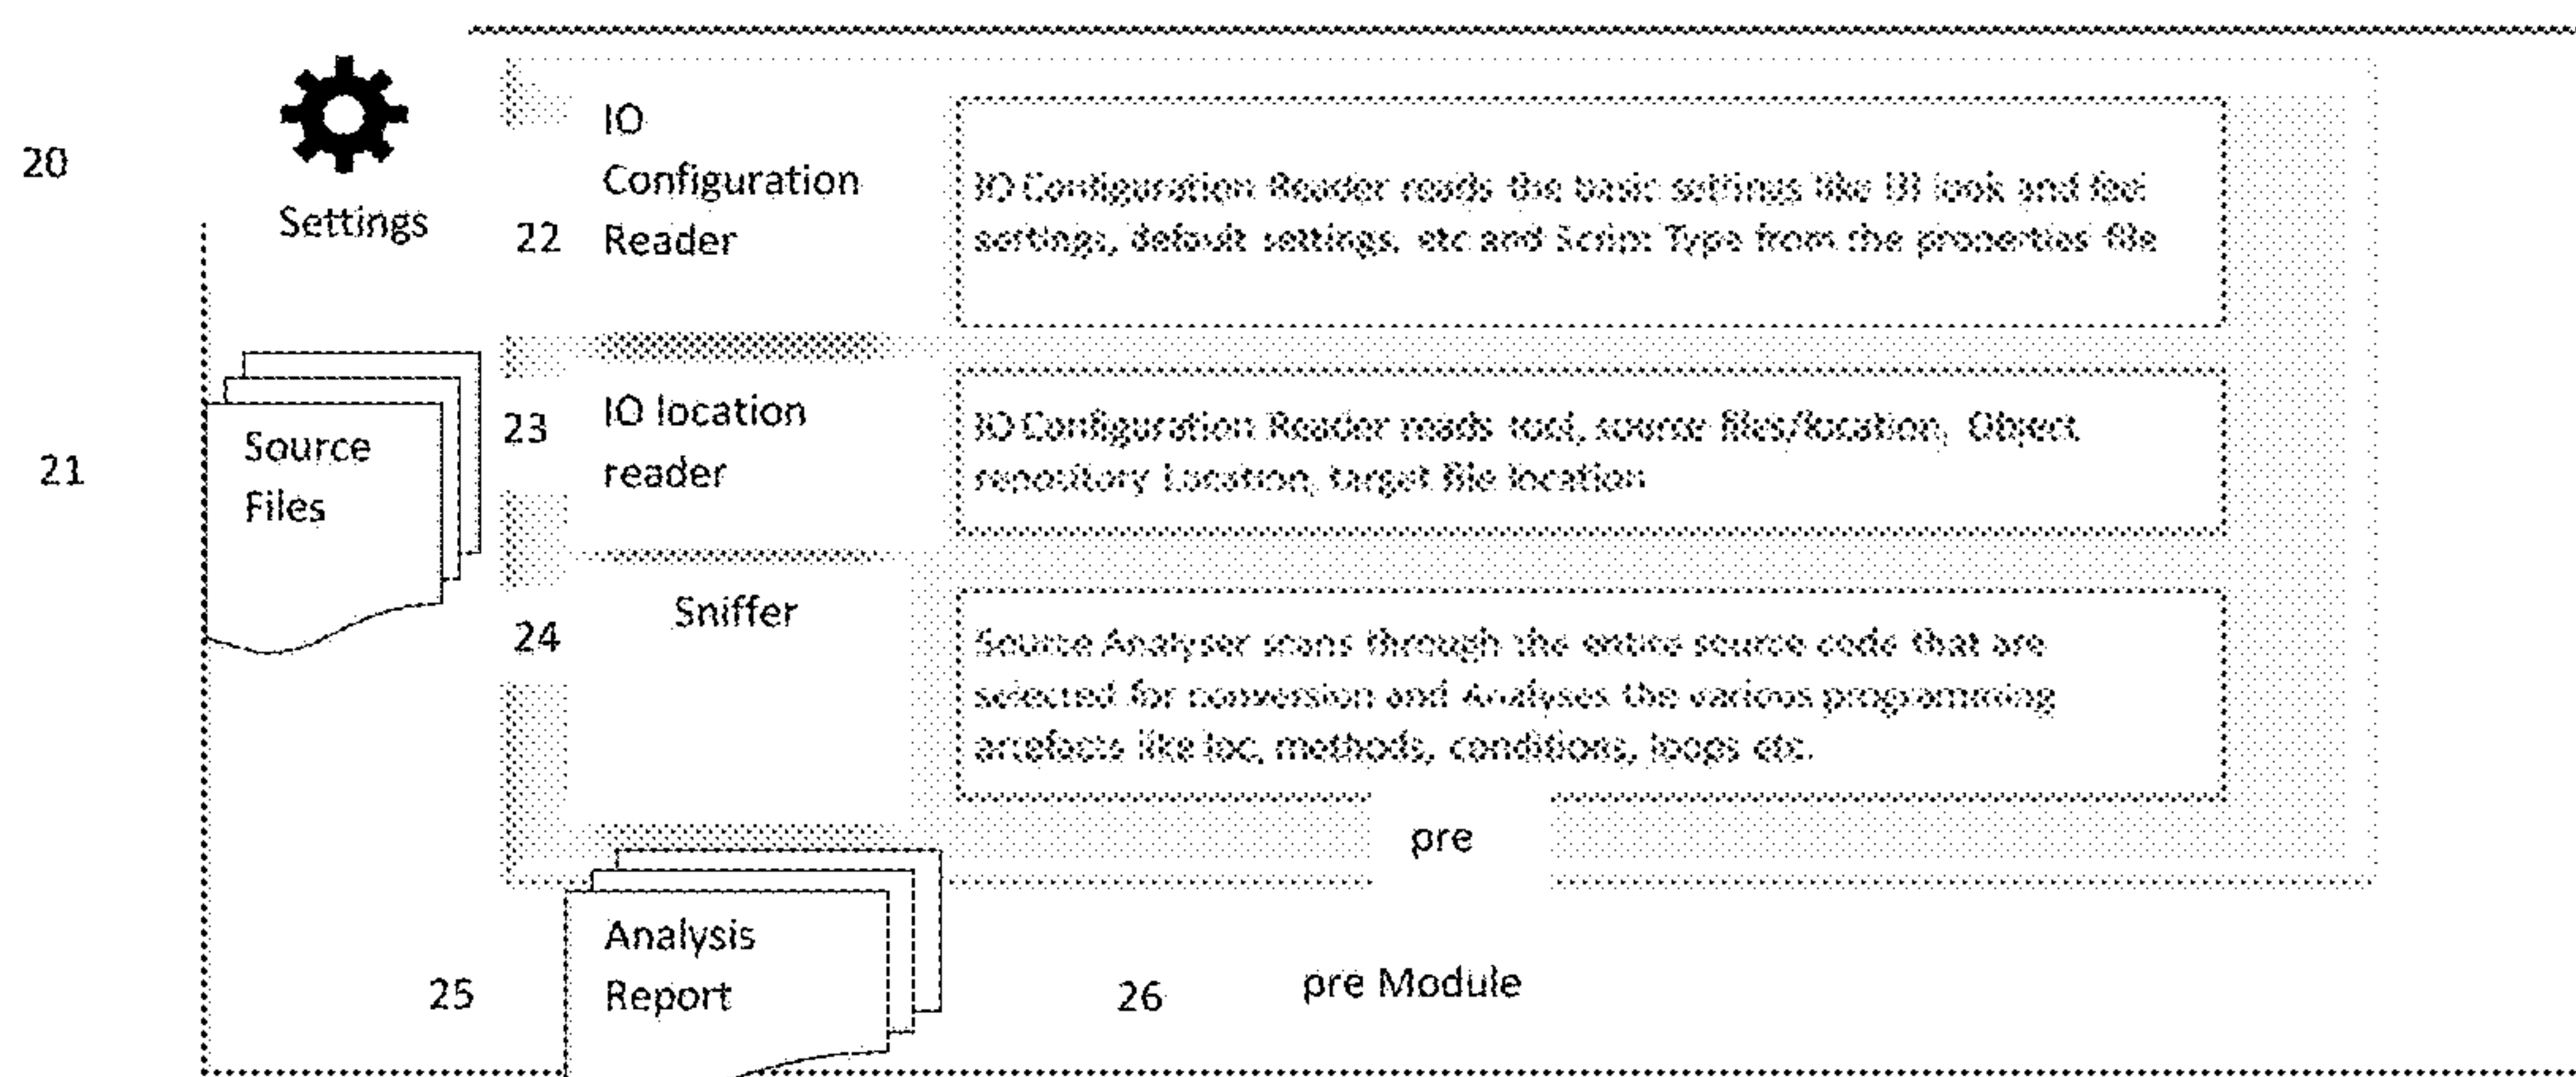 20
Settings
22
IO
Configuration
Reader
IO Configuration Reader reads the basic settings like UI look and feel
settings, default settings, etc and Script Type from the properties file
21
Source
Files
23
IO location
reader
IO Configuration Reader reads tool, source files/location, Object
repository Location, target file location
24
Sniffer
Source Analyser scans through the entire source code that are
selected for conversion and Analyses the various programming
artefacts like loc, methods, conditions, loops etc.
pre
25
Analysis
Report
26
pre Module